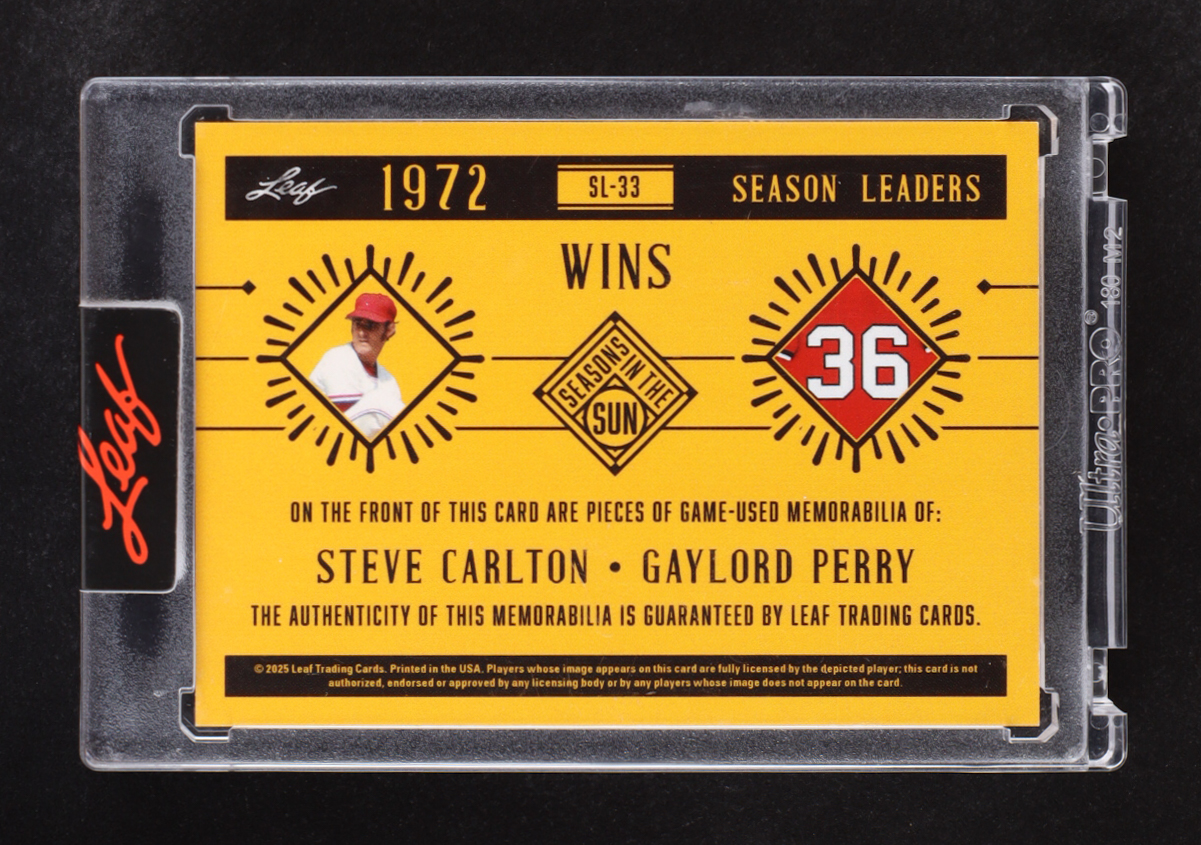 Leaf
1972
SL-33
SEASON LEADERS
WINS
36
SEASONS IN THE
SUN
ON THE FRONT OF THIS CARD ARE PIECES OF GAME-USED MEMORABILIA OF:
STEVE CARLTON • GAYLORD PERRY
THE AUTHENTICITY OF THIS MEMORABILIA IS GUARANTEED BY LEAF TRADING CARDS.
© 2025 Leaf Trading Cards. Printed in the USA. Players whose image appears on this card are fully licensed by the depicted player; this card is not
authorized, endorsed or approved by any licensing body or by any players whose image does not appear on the card.
Leaf
UltraPRO® 180 M2